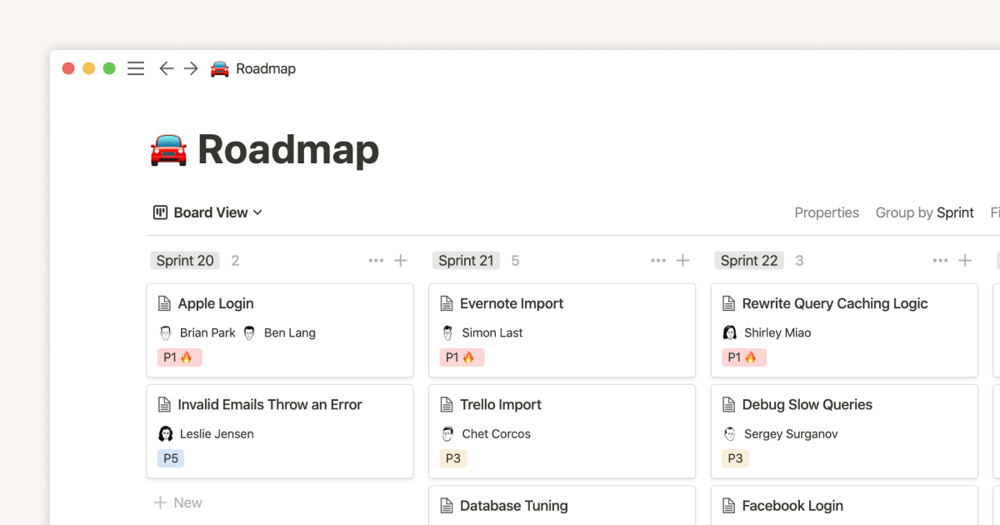 Roadmap
Roadmap
Board View
Properties Group by Sprint
Sprint 20 2
Apple Login
Brian Park Ben Lang
P1
Invalid Emails Throw an Error
Leslie Jensen
P5
New
Sprint 21 5
Evernote Import
Simon Last
P1
Trello Import
Chet Corcos
P3
Database Tuning
Sprint 22 3
Rewrite Query Caching Logic
Shirley Miao
P1
Debug Slow Queries
Sergey Surganov
P3
Facebook Login